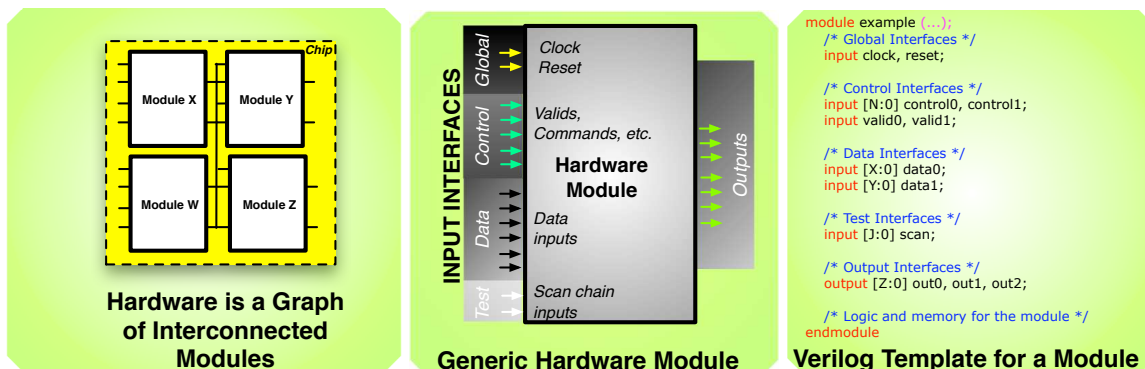 Chip
Module X
Module Y
Module W
Module Z
Hardware is a Graph
of Interconnected
Modules
INPUT INTERFACES
Global
Control
Data
Test
Clock
Reset
Valids,
Commands, etc.
Hardware
Module
Data
inputs
Scan chain
inputs
Outputs
Generic Hardware Module
module example (...);
/* Global Interfaces */
input clock, reset;
/* Control Interfaces */
input [N:0] control0, control1;
input valid0, valid1;
/* Data Interfaces */
input [X:0] data0;
input [Y:0] data1;
/* Test Interfaces */
input [J:0] scan;
/* Output Interfaces */
output [Z:0] out0, out1, out2;
/* Logic and memory for the module */
endmodule
Verilog Template for a Module